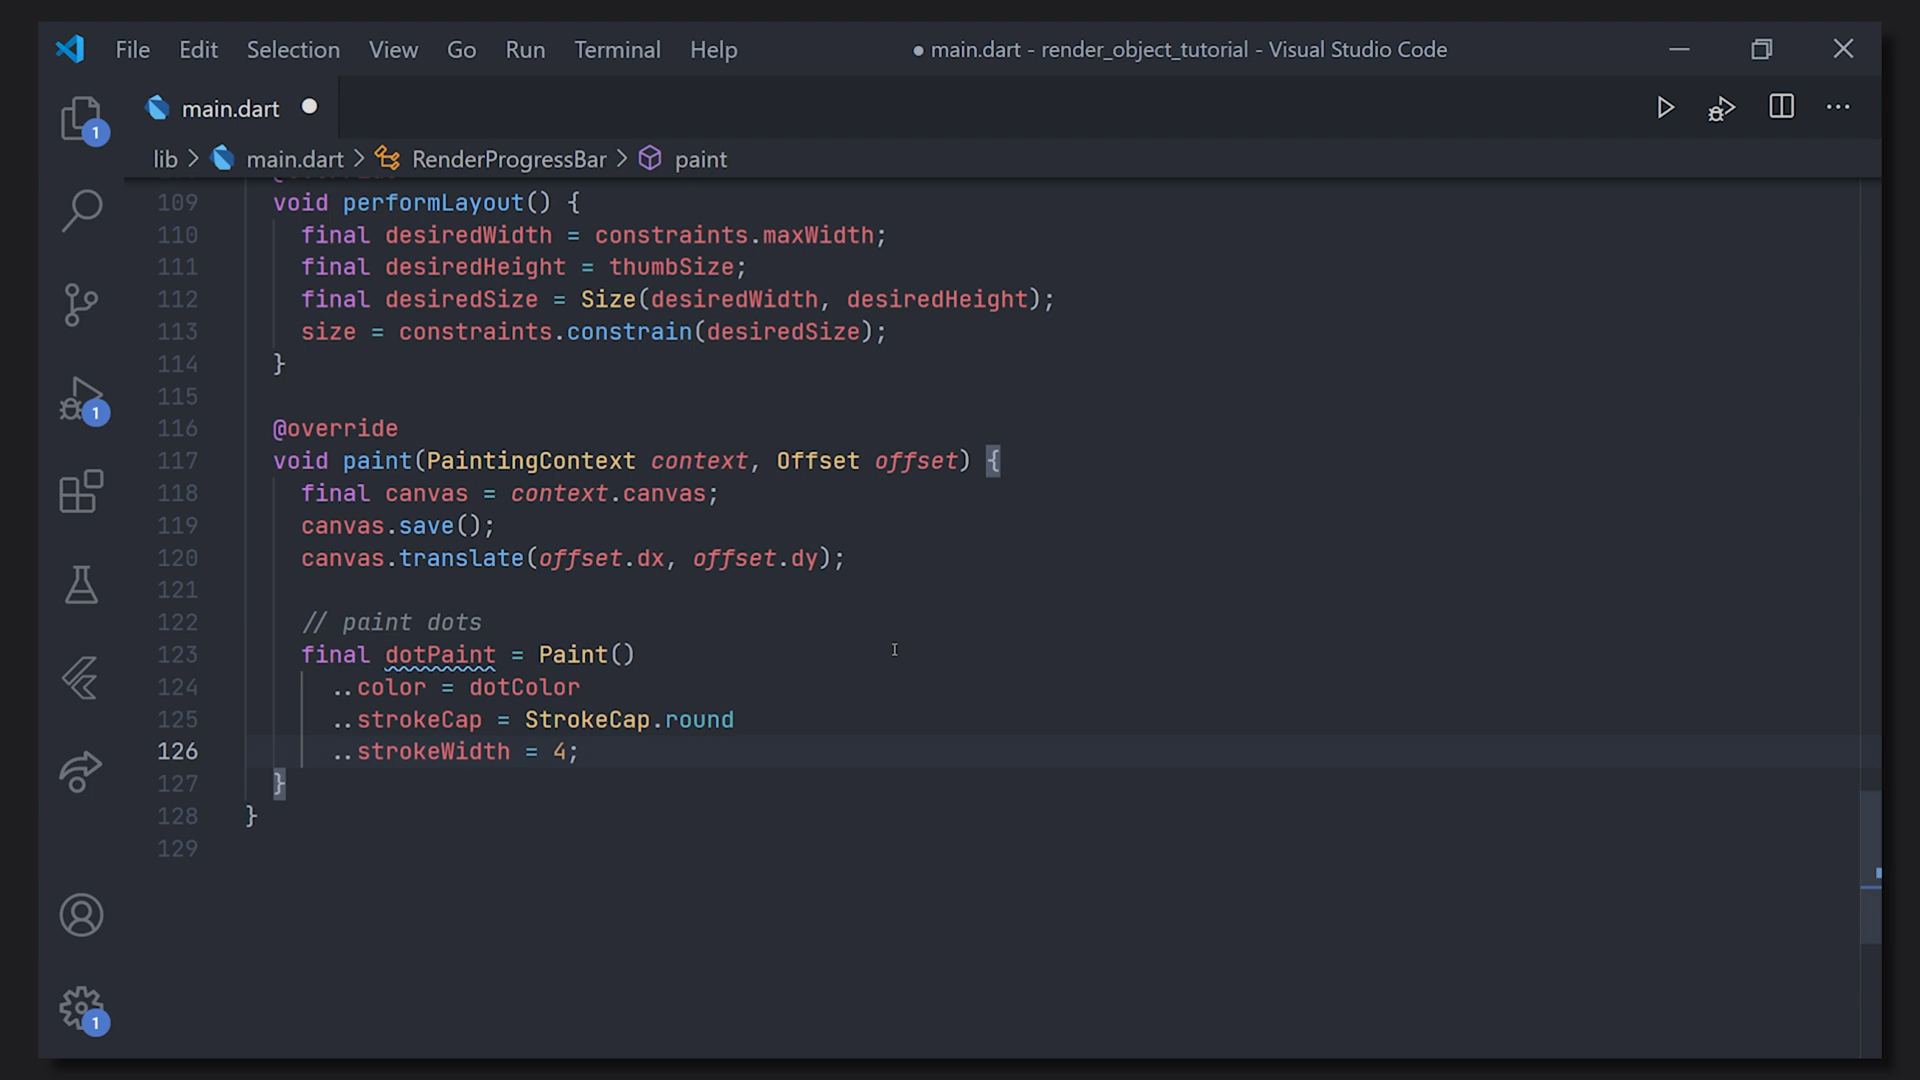 File Edit Selection View Go Run Terminal Help ● main.dart - render_object_tutorial - Visual Studio Code
main.dart
lib > main.dart > RenderProgressBar > paint
109 void performLayout() {
110 final desiredWidth = constraints.maxWidth;
111 final desiredHeight = thumbSize;
112 final desiredSize = Size(desiredWidth, desiredHeight);
113 size = constraints.constrain(desiredSize);
114 }
115
116 @override
117 void paint(PaintingContext context, Offset offset) {
118 final canvas = context.canvas;
119 canvas.save();
120 canvas.translate(offset.dx, offset.dy);
121
122 // paint dots
123 final dotPaint = Paint()
124 ..color = dotColor
125 ..strokeCap = StrokeCap.round
126 ..strokeWidth = 4;
127 }
128 }
129
1
1
1